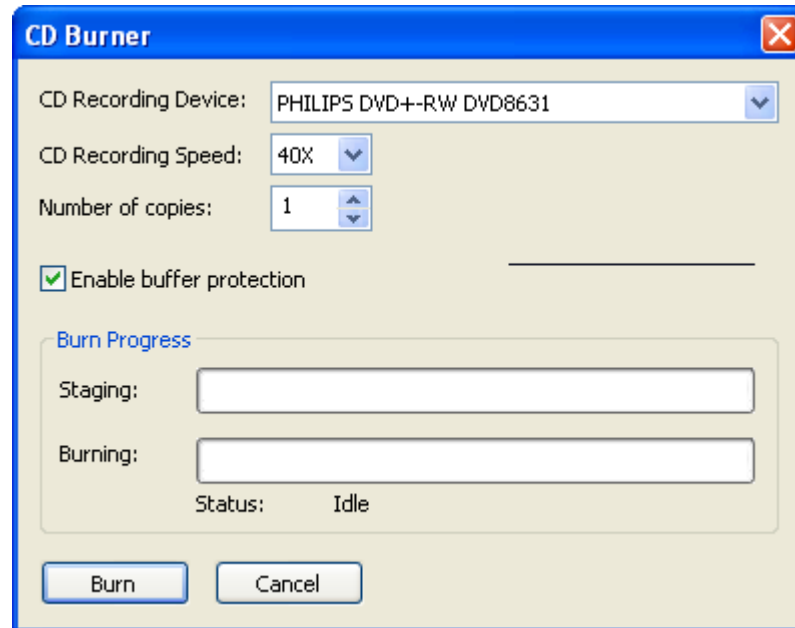 CD Burner
CD Recording Device: PHILIPS DVD+-RW DVD8631
CD Recording Speed: 40X
Number of copies: 1
Enable buffer protection
Burn Progress
Staging:
Burning:
Status: Idle
Burn Cancel